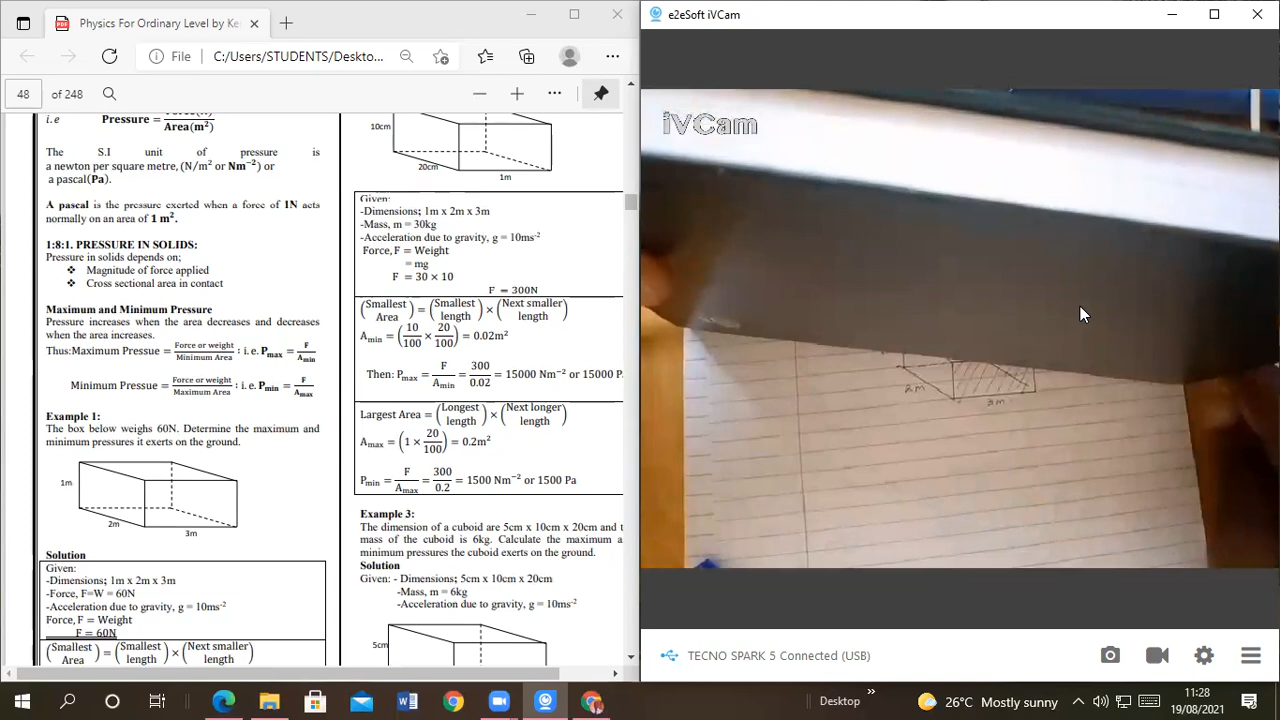 Physics For Ordinary Level by Ke
e2eSoft iVCam
File
C:/Users/STUDENTS/Deskto...
48 of 248
i.e Pressure =
Area(m²)
The S.I unit of pressure is
a newton per square metre, (N/m² or Nm⁻²) or
a pascal(Pa).
A pascal is the pressure exerted when a force of 1N acts
normally on an area of 1 m².
1:8:1. PRESSURE IN SOLIDS:
Pressure in solids depends on;
❖ Magnitude of force applied
❖ Cross sectional area in contact
Maximum and Minimum Pressure
Pressure increases when the area decreases and decreases
when the area increases.
Thus:Maximum Pressue = Force or weight / Minimum Area : i. e. Pmax = F / Amin
Minimum Pressue = Force or weight / Maximum Area : i. e. Pmin = F / Amax
Example 1:
The box below weighs 60N. Determine the maximum and
minimum pressures it exerts on the ground.
1m
2m
3m
Solution
Given:
-Dimensions; 1m x 2m x 3m
-Force, F=W = 60N
-Acceleration due to gravity, g = 10ms⁻²
Force, F = Weight
F = 60N
(Smallest Area) = (Smallest length) × (Next smaller length)
10cm
20cm
1m
Given:
-Dimensions; 1m x 2m x 3m
-Mass, m = 30kg
-Acceleration due to gravity, g = 10ms⁻²
Force, F = Weight
= mg
F = 30 × 10
F = 300N
(Smallest Area) = (Smallest length) × (Next smaller length)
Amin = (10/100 × 20/100) = 0.02m²
Then: Pmax = F/Amin = 300/0.02 = 15000 Nm⁻² or 15000 P
Largest Area = (Longest length) × (Next longer length)
Amax = (1 × 20/100) = 0.2m²
Pmin = F/Amax = 300/0.2 = 1500 Nm⁻² or 1500 Pa
Example 3:
The dimension of a cuboid are 5cm x 10cm x 20cm and t
mass of the cuboid is 6kg. Calculate the maximum a
minimum pressures the cuboid exerts on the ground.
Solution
Given: - Dimensions; 5cm x 10cm x 20cm
-Mass, m = 6kg
-Acceleration due to gravity, g = 10ms⁻²
5cm
iVCam
2m
TECNO SPARK 5 Connected (USB)
Desktop
26°C Mostly sunny
11:28
19/08/2021